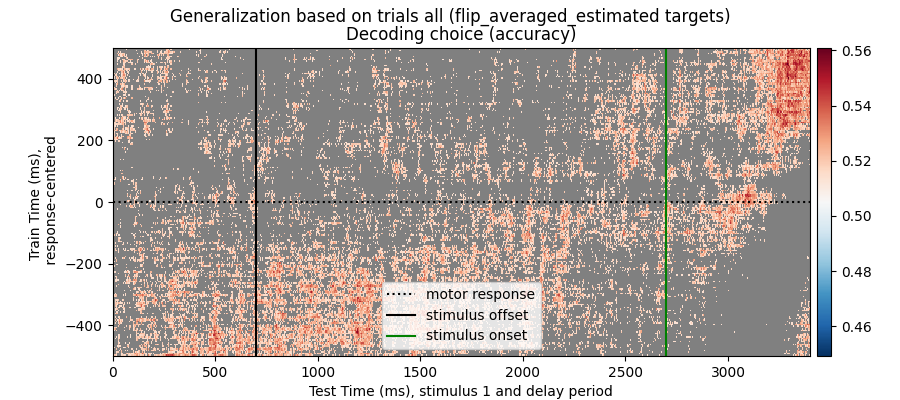 Generalization based on trials all (flip_averaged_estimated targets)
Decoding choice (accuracy)
Train Time (ms),
response-centered
400
200
0
−200
−400
motor response
stimulus offset
stimulus onset
0
500
1000
1500
2000
2500
3000
Test Time (ms), stimulus 1 and delay period
0.56
0.54
0.52
0.50
0.48
0.46